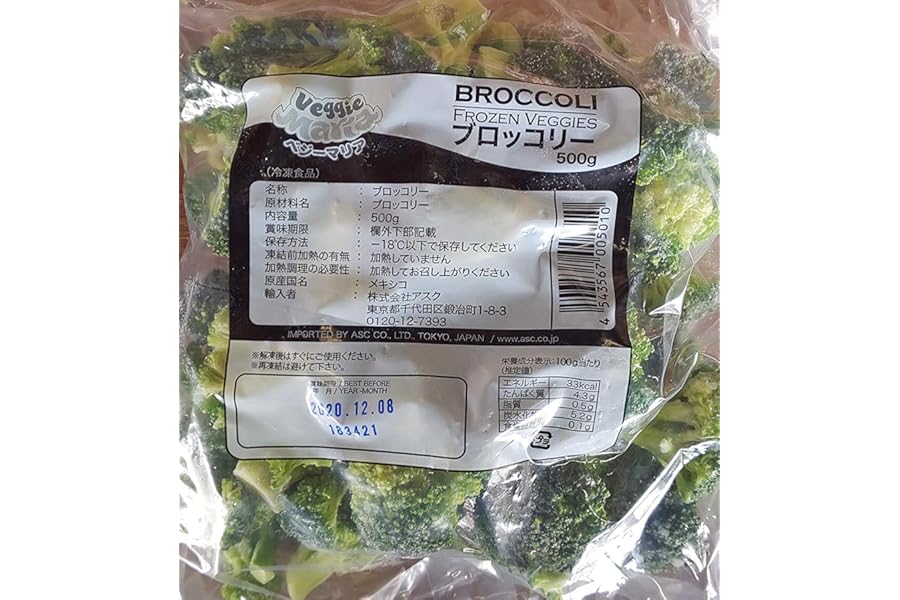 Veggie
Maria
ベジーマリア
BROCCOLI
FROZEN VEGGIES
ブロッコリー
500g
(冷凍食品)
名称 : ブロッコリー
原材料名 : ブロッコリー
内容量 : 500g
賞味期限 : 欄外下部記載
保存方法 : −18℃以下で保存してください
凍結前加熱の有無 : 加熱していません
加熱調理の必要性 : 加熱してお召し上がりください
原産国名 : メキシコ
輸入者 : 株式会社アスク
東京都千代田区鍛冶町1-8-3
0120-12-7393
4 543567 005010
IMPORTED BY ASC CO., LTD., TOKYO, JAPAN / www.asc.co.jp
※解凍後はすぐにご使用ください。
※再凍結は避けて下さい。
賞味期限 / BEST BEFORE
年 月 / YEAR-MONTH
2020.12.08
183421
栄養成分表示:100g当たり
(推定値)
エネルギー 33kcal
たんぱく質 4.3g
脂質 0.5g
炭水化物 5.2g
0.1g
プラ